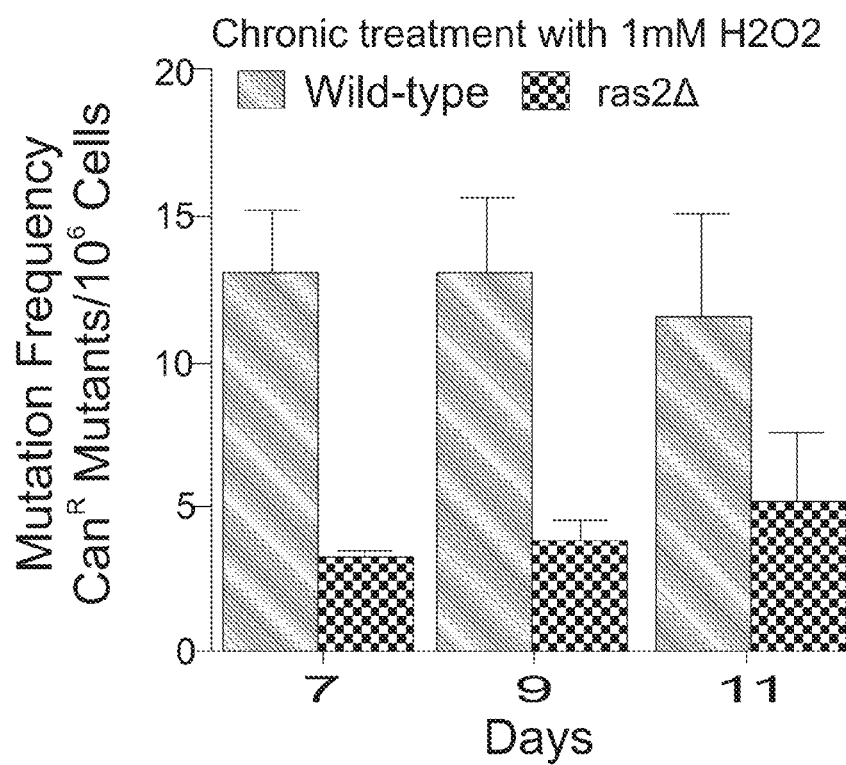 Chronic treatment with 1mM H2O2
Wild-type ras2Δ
Mutation Frequency
Can^R Mutants/10^6 Cells
20
15
10
5
0
7 9 11
Days